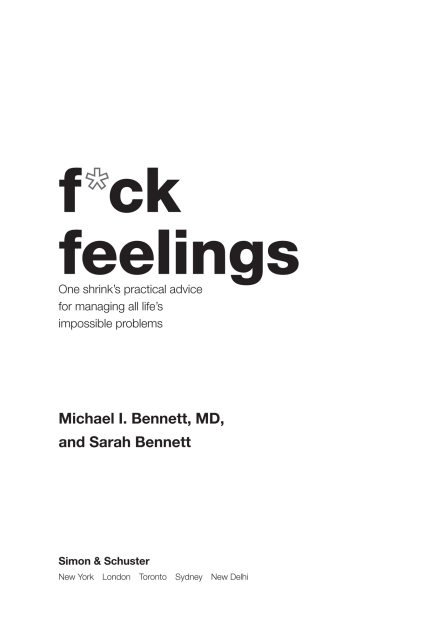 f*ck
feelings
One shrink’s practical advice
for managing all life’s
impossible problems
Michael I. Bennett, MD,
and Sarah Bennett
Simon & Schuster
New York London Toronto Sydney New Delhi